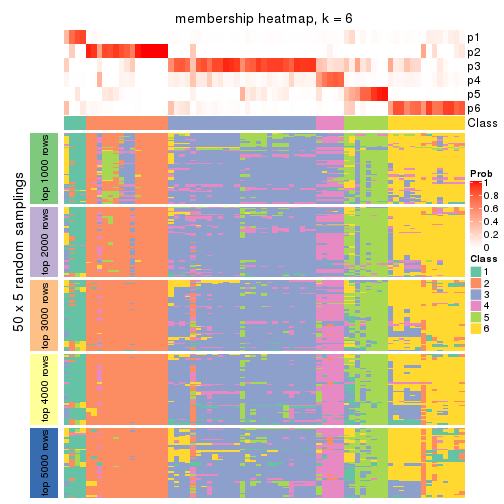 membership heatmap, k = 6
p1
p2
p3
p4
p5
p6
Class
50 x 5 random samplings
top 1000 rows
top 2000 rows
top 3000 rows
top 4000 rows
top 5000 rows
Prob
1
0.8
0.6
0.4
0.2
0
Class
1
2
3
4
5
6